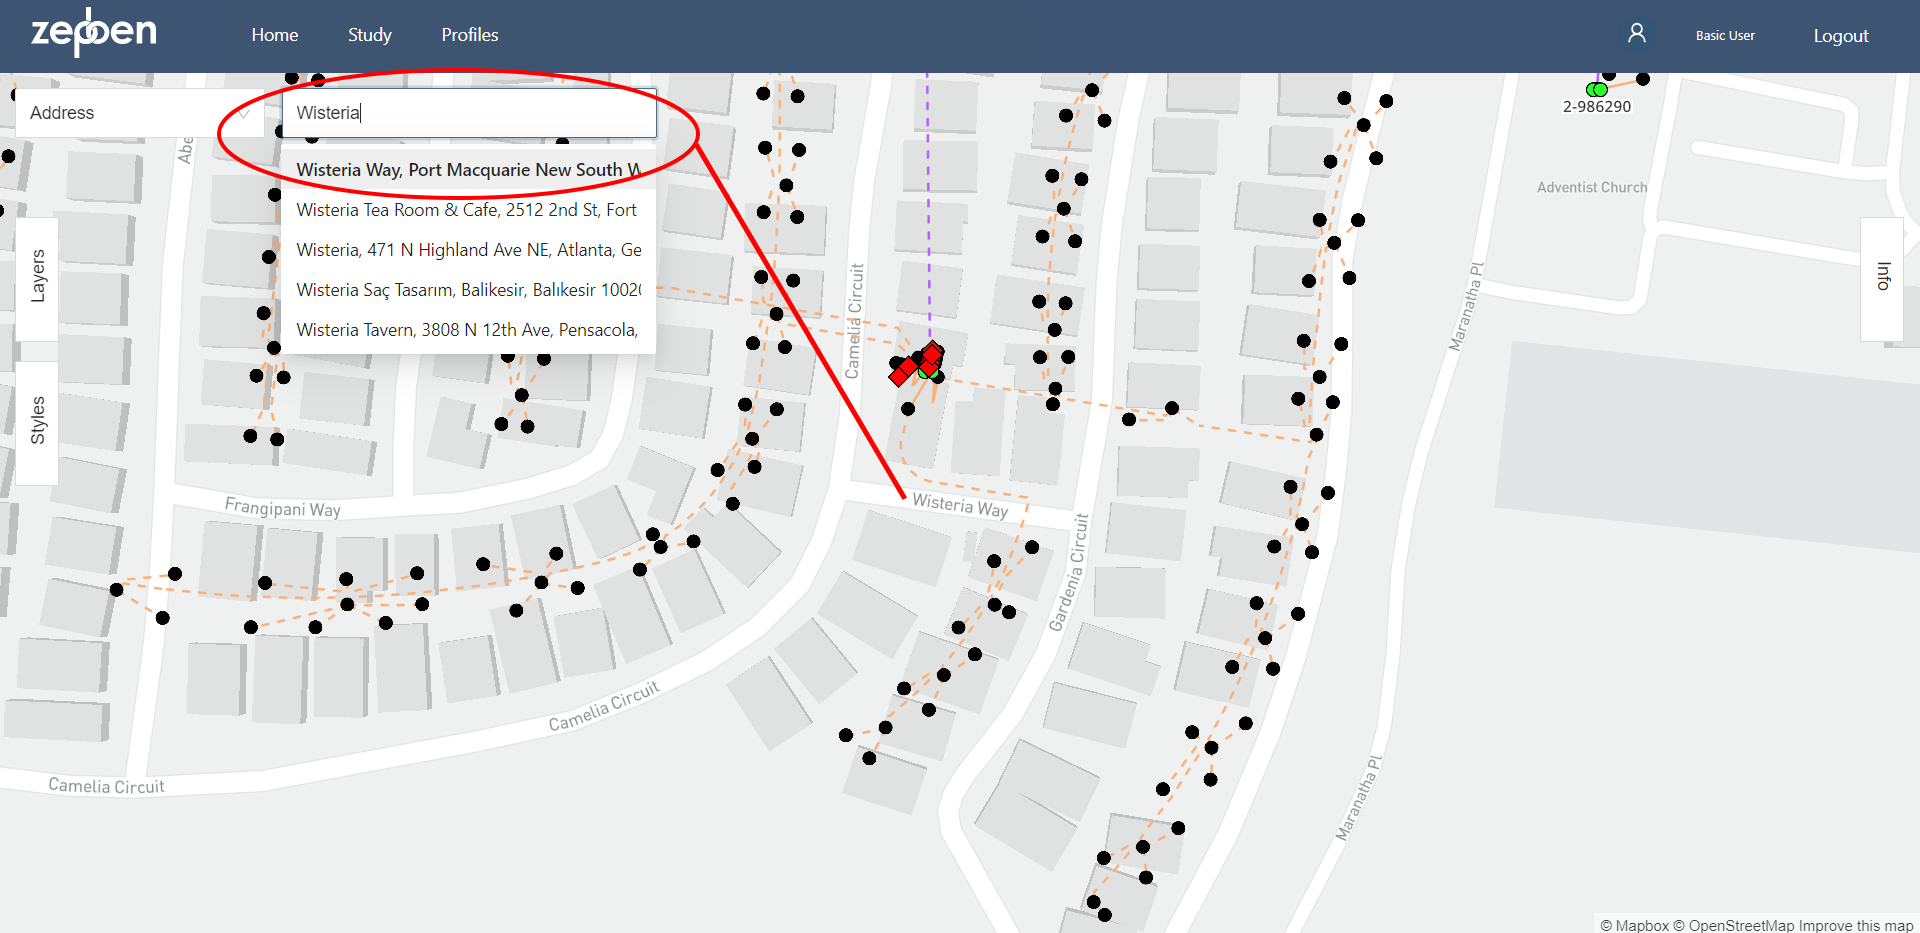 zepben
Home
Study
Profiles
Basic User
Logout
Address
Wisteria
Wisteria Way, Port Macquarie New South W
Wisteria Tea Room & Cafe, 2512 2nd St, Fort
Wisteria, 471 N Highland Ave NE, Atlanta, Ge
Wisteria Saç Tasarım, Balikesir, Balıkesir 1002
Wisteria Tavern, 3808 N 12th Ave, Pensacola,
Abe
2-986290
Adventist Church
Layers
Styles
Info
Camelia Circuit
Maranatha Pl
Frangipani Way
Wisteria Way
Gardenia Circuit
Camelia Circuit
Camelia Circuit
Maranatha Pl
© Mapbox © OpenStreetMap Improve this map